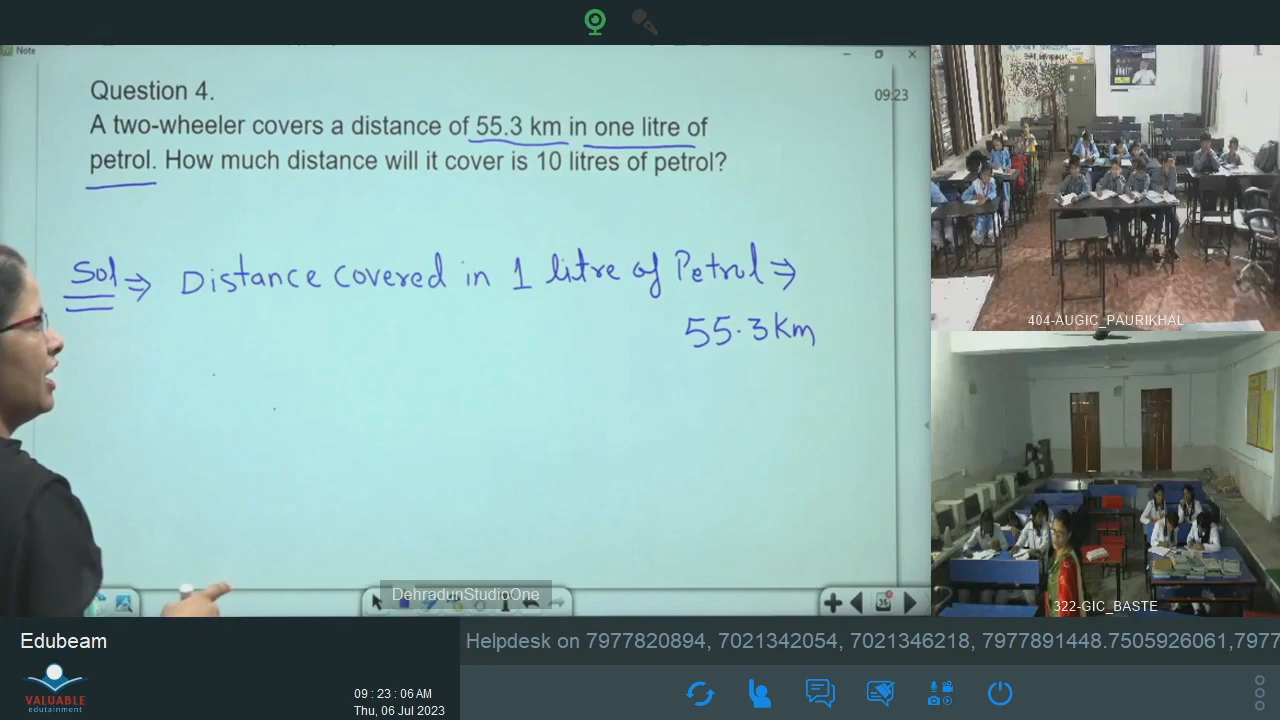 Note
Question 4.
09:23
A two-wheeler covers a distance of 55.3 km in one litre of
petrol. How much distance will it cover is 10 litres of petrol?
Sol ⇒ Distance covered in 1 litre of Petrol ⇒
55.3 km
404-AUGIC_PAURIKHAL
DehradunStudioOne
322-GIC_BASTE
Edubeam
Helpdesk on 7977820894, 7021342054, 7021346218, 7977891448.7505926061,7977
VALUABLE
edutainment
09 : 23 : 06 AM
Thu, 06 Jul 2023